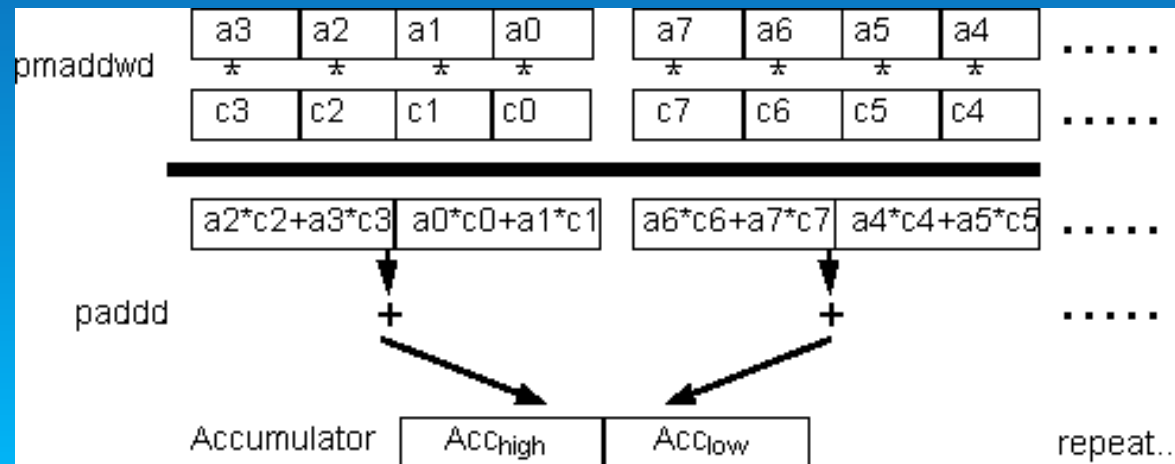 a3 a2 a1 a0 a7 a6 a5 a4 .....
pmaddwd * * * * * * * *
c3 c2 c1 c0 c7 c6 c5 c4 .....
a2*c2+a3*c3 a0*c0+a1*c1 a6*c6+a7*c7 a4*c4+a5*c5 .....
paddd + + .....
Accumulator Acchigh Acclow repeat..